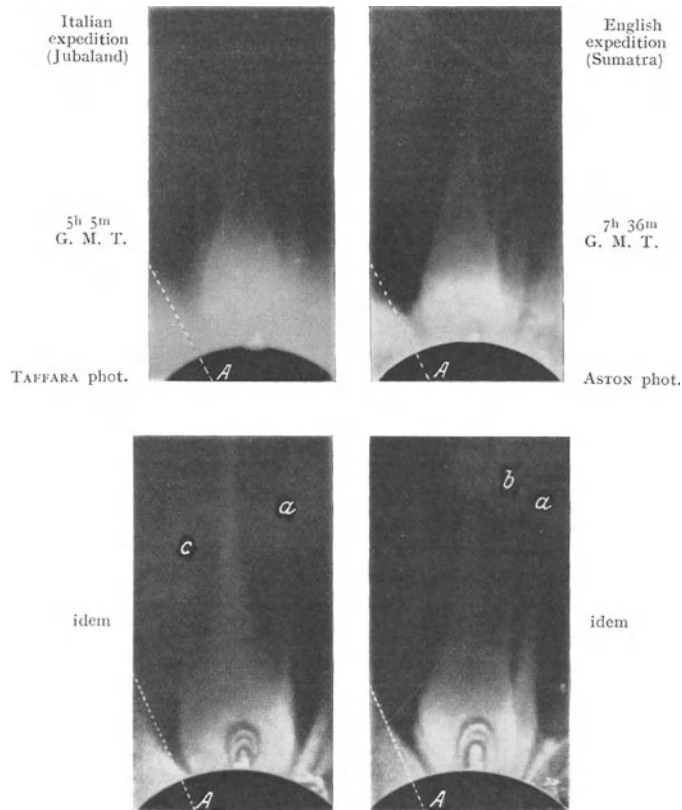 Italian
expedition
(Jubaland)
English
expedition
(Sumatra)
5h 5m
G. M. T.
7h 36m
G. M. T.
TAFFARA phot.
A
A
ASTON phot.
a
c
b
a
idem
idem
A
A